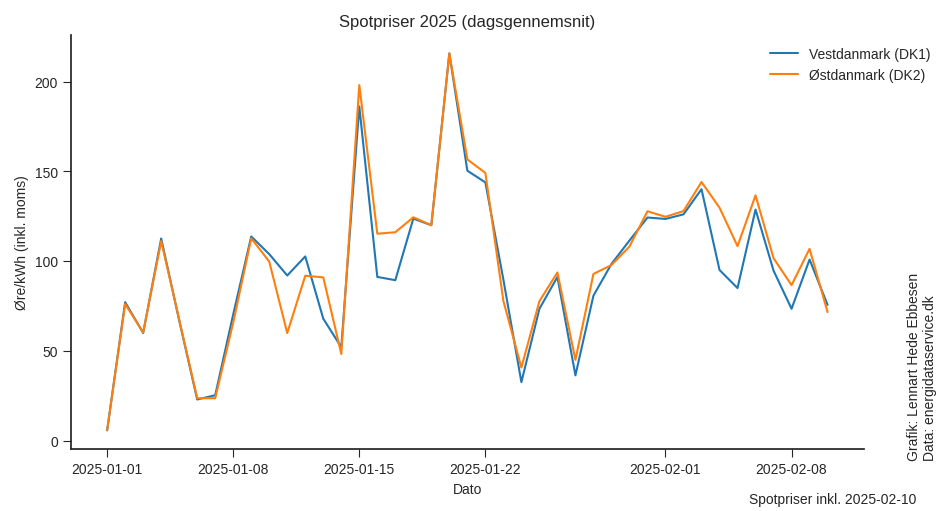 Spotpriser 2025 (dagsgennemsnit)
Vestdanmark (DK1)
Østdanmark (DK2)
Øre/kWh (inkl. moms)
200
150
100
50
0
2025-01-01
2025-01-08
2025-01-15
2025-01-22
2025-02-01
2025-02-08
Dato
Grafik: Lennart Hede Ebbesen
Data: energidataservice.dk
Spotpriser inkl. 2025-02-10